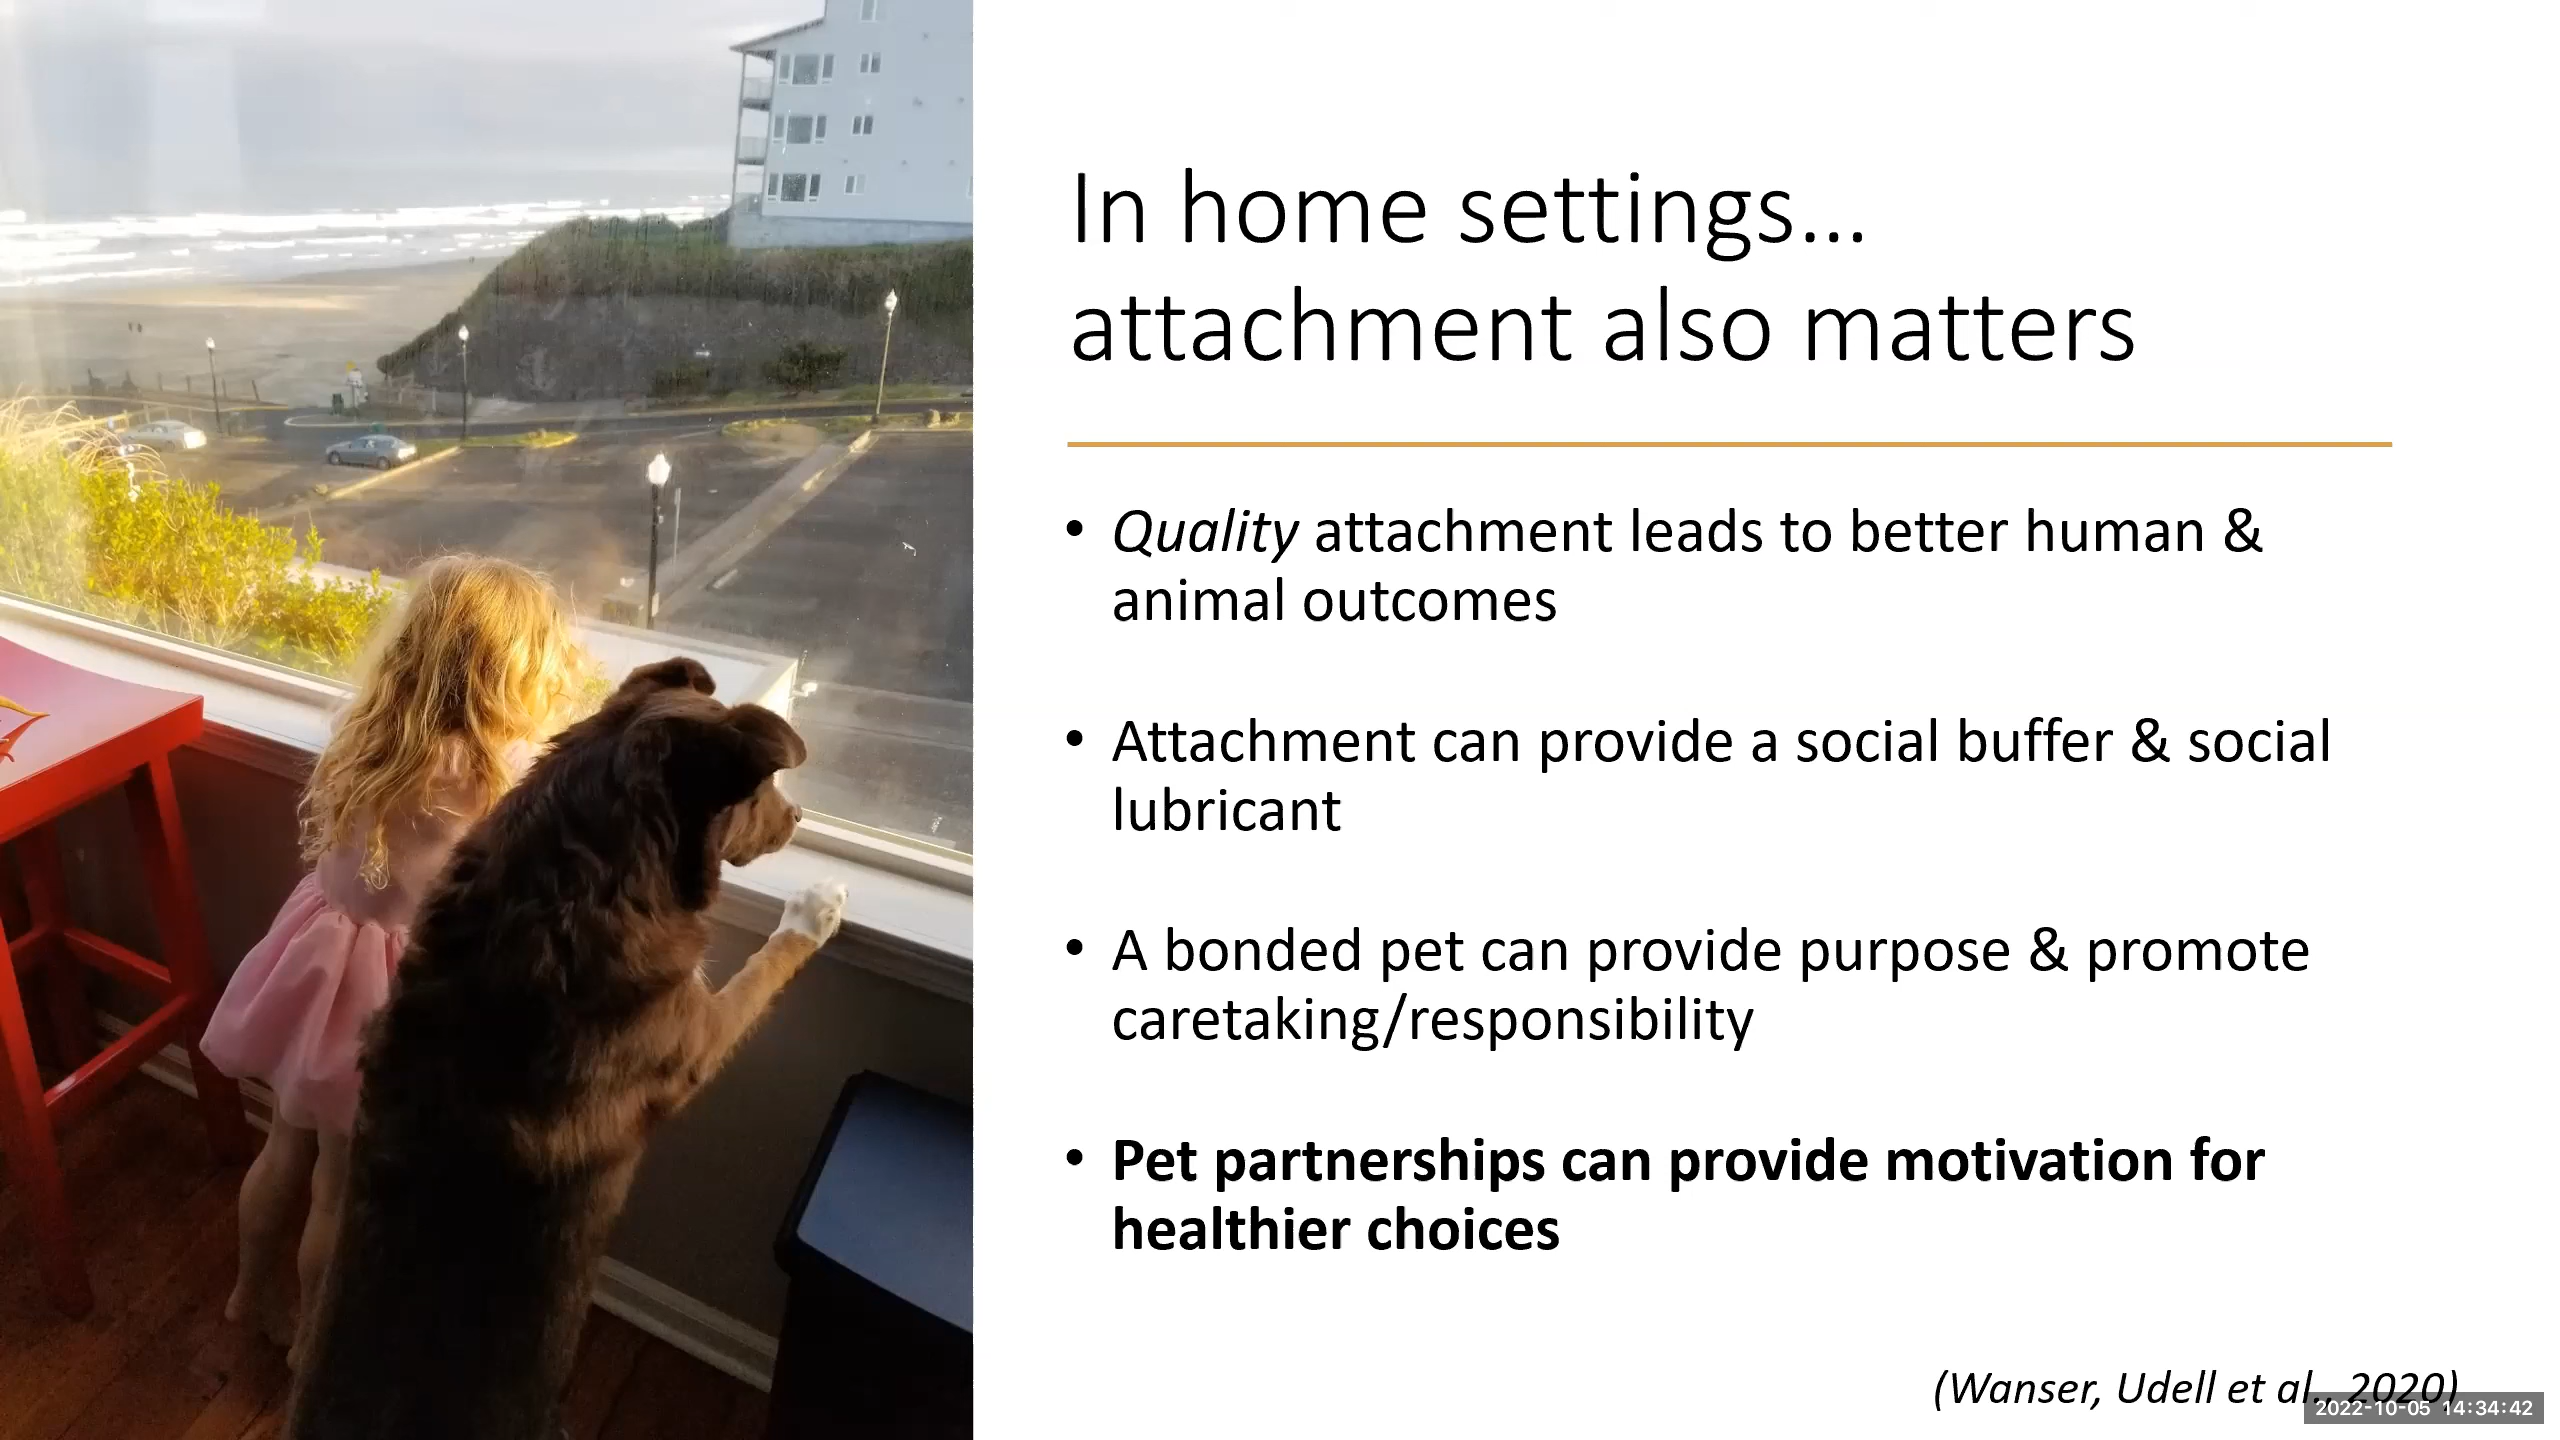 In home settings…
attachment also matters
• Quality attachment leads to better human &
animal outcomes
• Attachment can provide a social buffer & social
lubricant
• A bonded pet can provide purpose & promote
caretaking/responsibility
• Pet partnerships can provide motivation for
healthier choices
(Wanser, Udell et al., 2020)
2022-10-05 14:34:42